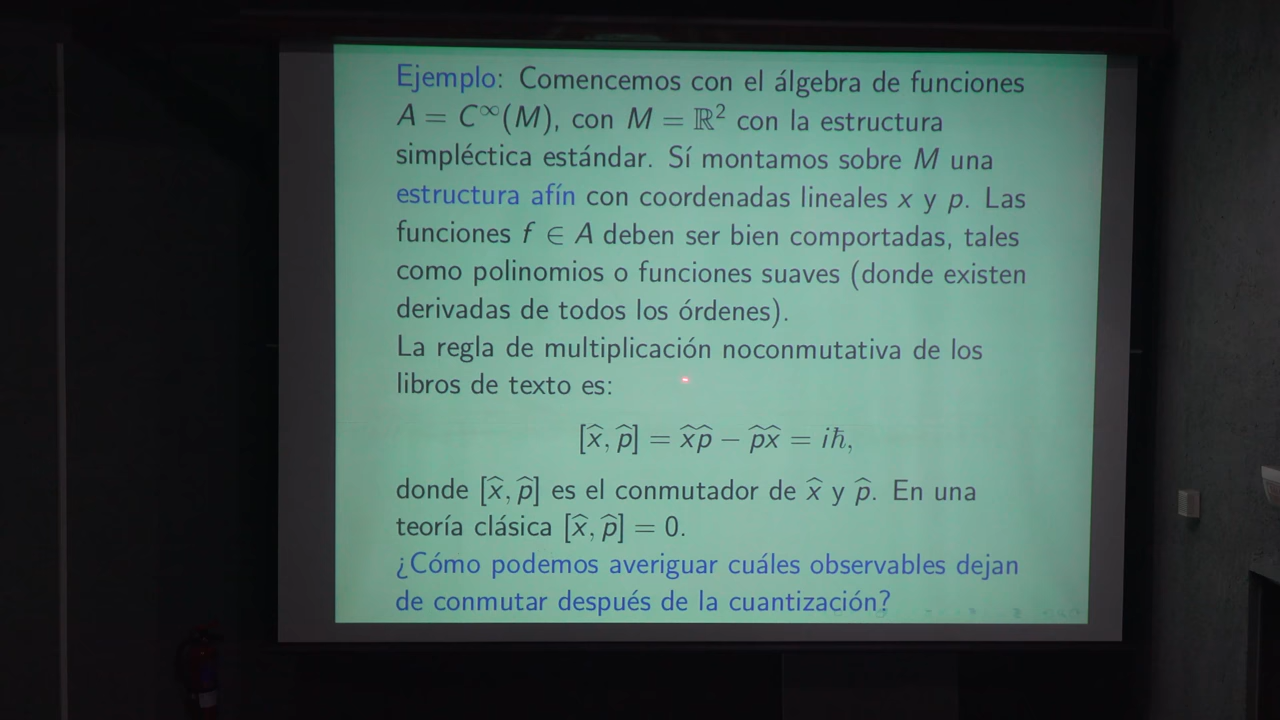 Ejemplo: Comencemos con el álgebra de funciones
A = C^∞(M), con M = ℝ² con la estructura
simpléctica estándar. Sí montamos sobre M una
estructura afín con coordenadas lineales x y p. Las
funciones f ∈ A deben ser bien comportadas, tales
como polinomios o funciones suaves (donde existen
derivadas de todos los órdenes).
La regla de multiplicación noconmutativa de los
libros de texto es:
[x̂, p̂] = x̂p̂ − p̂x̂ = iħ,
donde [x̂, p̂] es el conmutador de x̂ y p̂. En una
teoría clásica [x̂, p̂] = 0.
¿Cómo podemos averiguar cuáles observables dejan
de conmutar después de la cuantización?